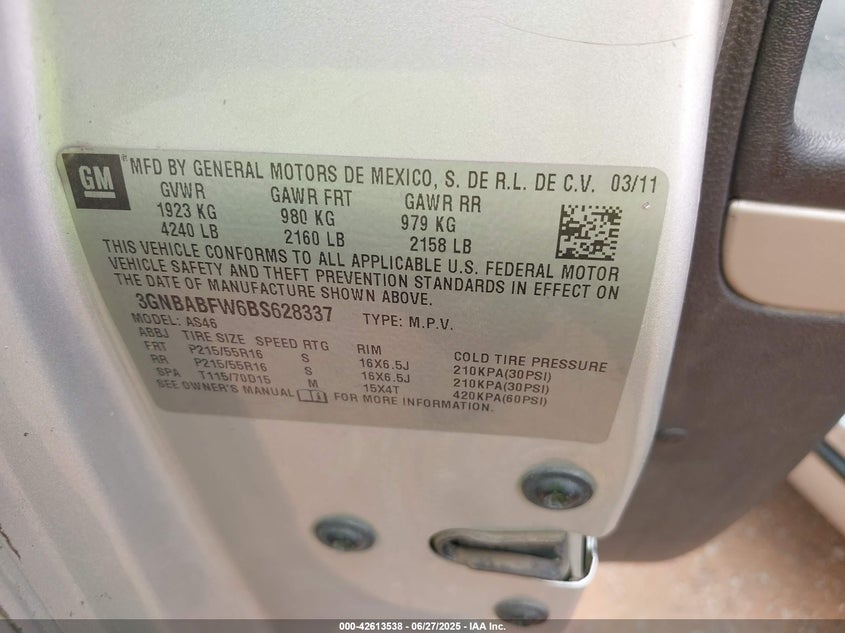 GM
MFD BY GENERAL MOTORS DE MEXICO, S. DE R.L. DE C.V. 03/11
GVWR GAWR FRT GAWR RR
1923 KG 980 KG 979 KG
4240 LB 2160 LB 2158 LB
THIS VEHICLE CONFORMS TO ALL APPLICABLE U.S. FEDERAL MOTOR
VEHICLE SAFETY AND THEFT PREVENTION STANDARDS IN EFFECT ON
THE DATE OF MANUFACTURE SHOWN ABOVE.
3GNBABFW6BS628337 TYPE: M.P.V.
MODEL: AS46
ABBJ TIRE SIZE SPEED RTG RIM COLD TIRE PRESSURE
FRT P215/55R16 S 16X6.5J 210KPA(30PSI)
RR P215/55R16 S 16X6.5J 210KPA(30PSI)
SPA T115/70D15 M 15X4T 420KPA(60PSI)
SEE OWNER'S MANUAL FOR MORE INFORMATION.
000-42613538 - 06/27/2025 - IAA Inc.